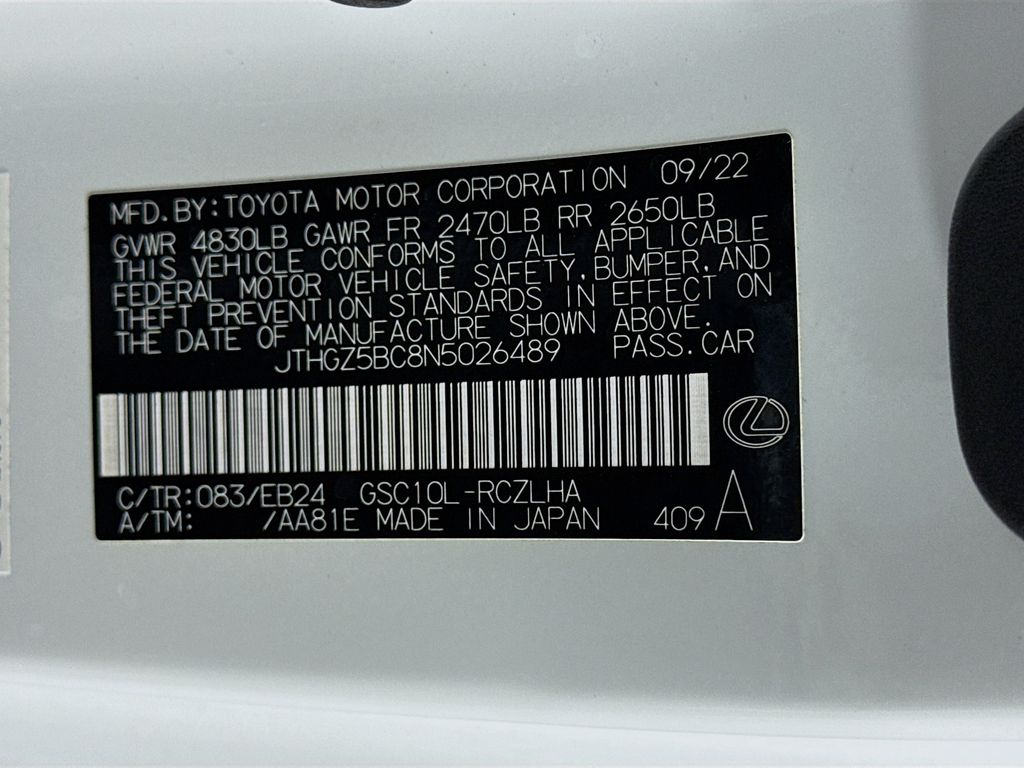 MFD.BY:TOYOTA MOTOR CORPORATION 09/22
GVWR 4830LB GAWR FR 2470LB RR 2650LB
THIS VEHICLE CONFORMS TO ALL APPLICABLE
FEDERAL MOTOR VEHICLE SAFETY,BUMPER,AND
THEFT PREVENTION STANDARDS IN EFFECT ON
THE DATE OF MANUFACTURE SHOWN ABOVE.
JTHGZ5BC8N5026489 PASS.CAR
C/TR:083/EB24 GSC10L-RCZLHA
A/TM: /AA81E MADE IN JAPAN 409 A